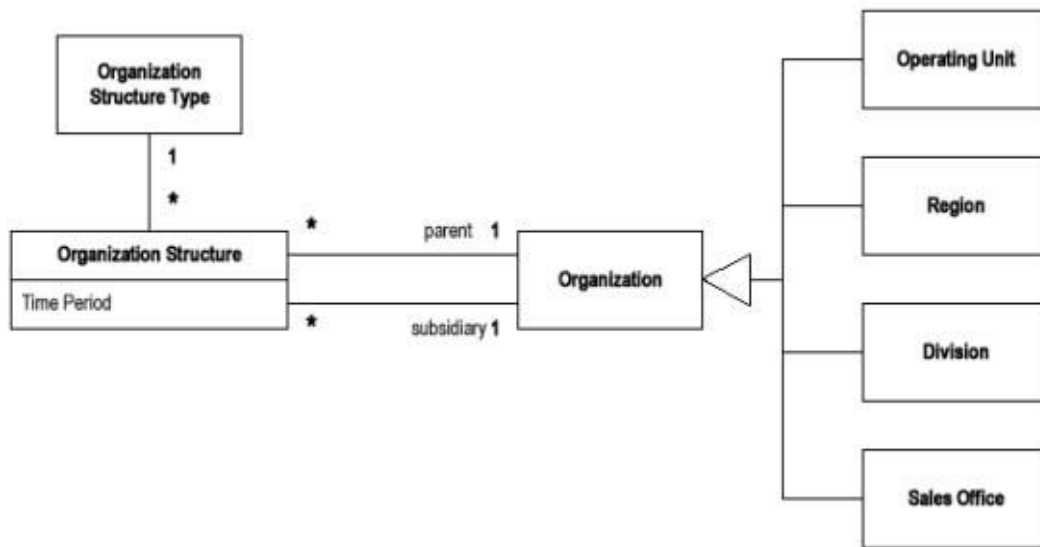 Organization
Structure Type
1
*
Organization Structure
Time Period
*
parent 1
*
subsidiary 1
Organization
Operating Unit
Region
Division
Sales Office